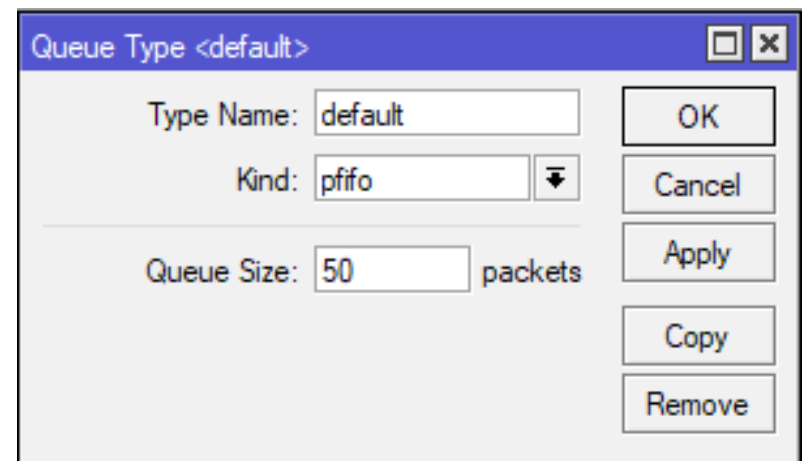 Queue Type <default>
Type Name: default
OK
Kind: pfifo
Cancel
Apply
Queue Size: 50 packets
Copy
Remove